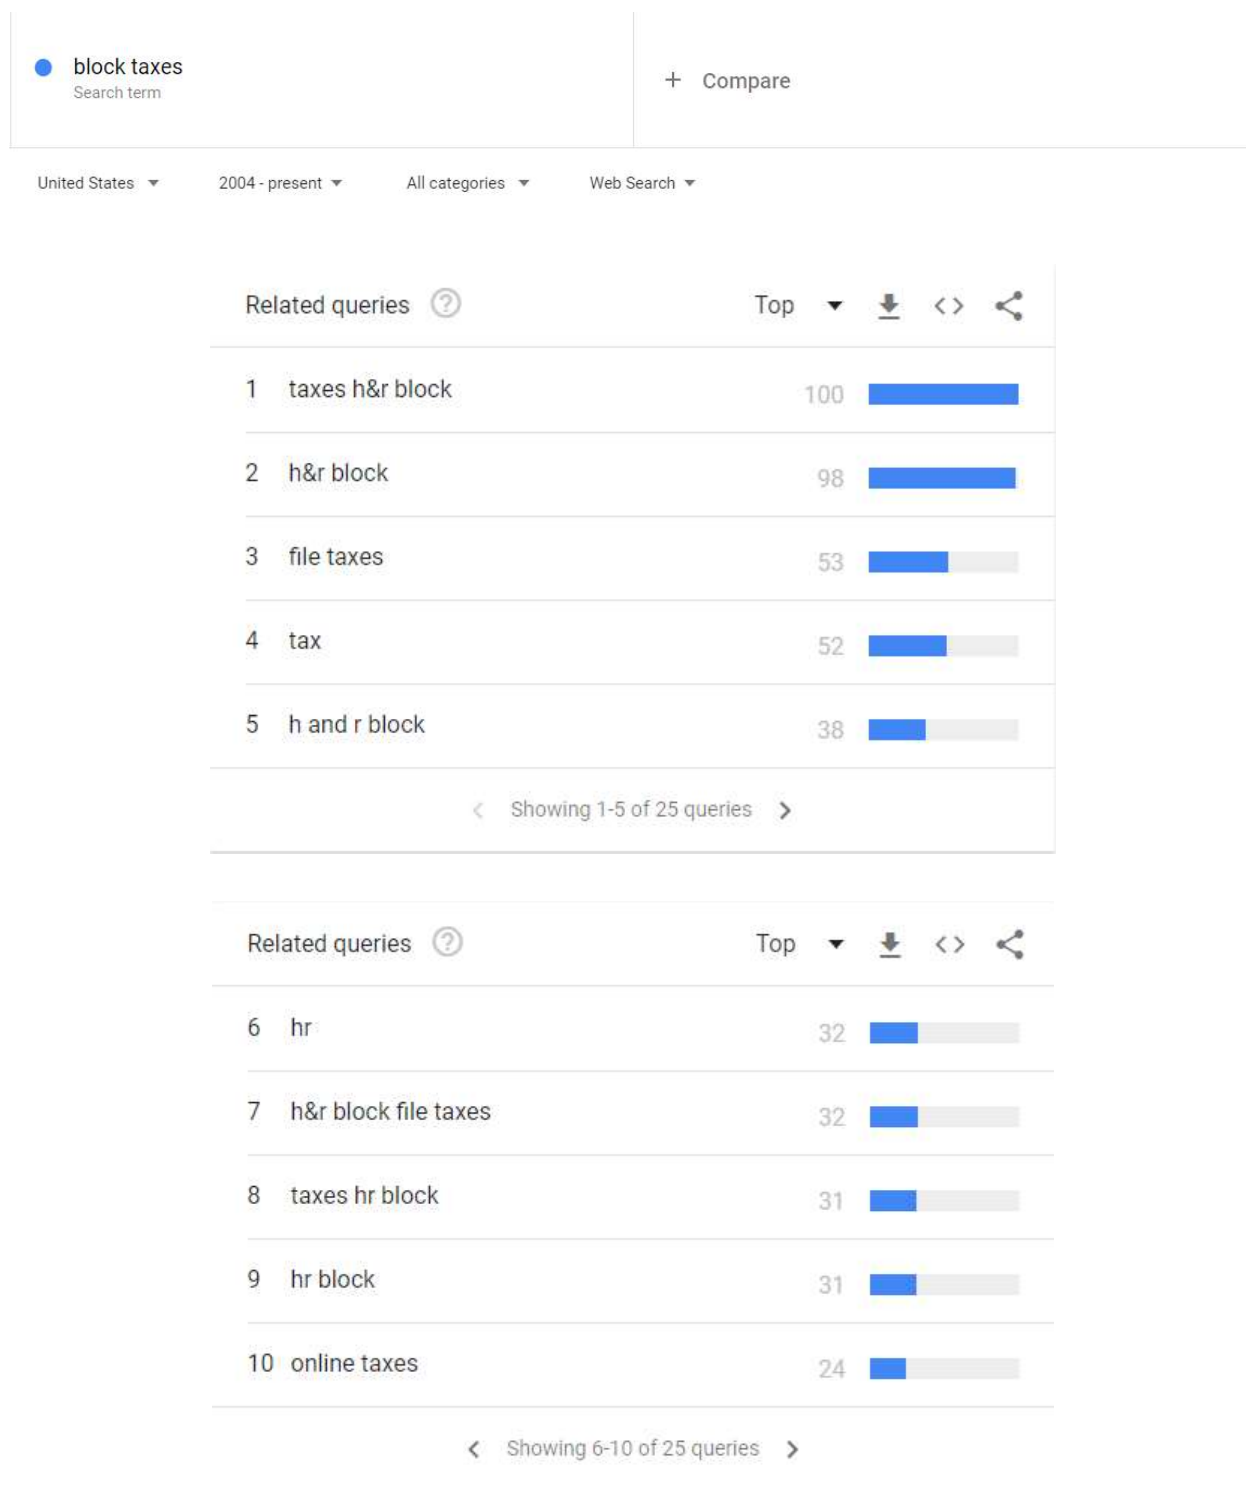 block taxes
Search term
+ Compare
United States 2004 - present All categories Web Search
Related queries ? Top
1 taxes h&r block 100
2 h&r block 98
3 file taxes 53
4 tax 52
5 h and r block 38
Showing 1-5 of 25 queries
Related queries ? Top
6 hr 32
7 h&r block file taxes 32
8 taxes hr block 31
9 hr block 31
10 online taxes 24
Showing 6-10 of 25 queries